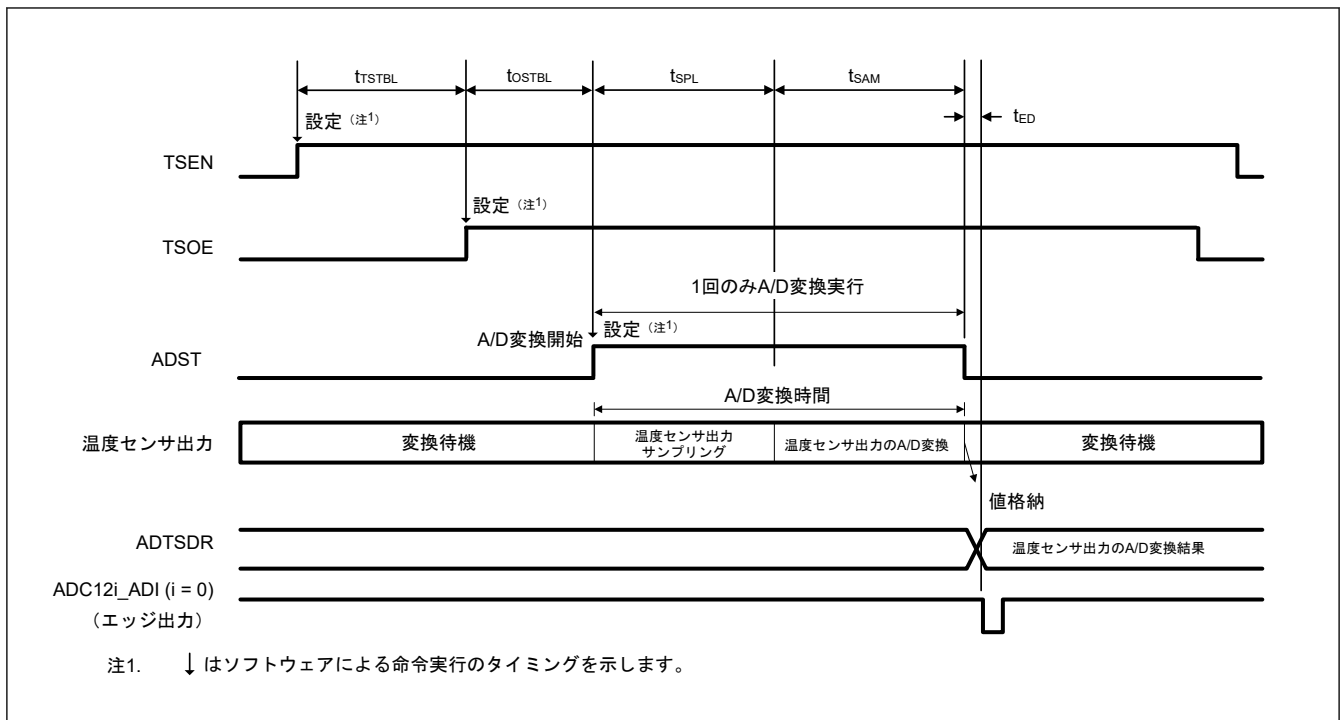 tTSTBL tOSTBL tSPL tSAM
tED
設定（注1）
TSEN
設定（注1）
TSOE
1回のみA/D変換実行
A/D変換開始 設定（注1）
ADST
A/D変換時間
温度センサ出力 変換待機 温度センサ出力 温度センサ出力のA/D変換 変換待機
サンプリング
値格納
ADTSDR 温度センサ出力のA/D変換結果
ADC12i_ADI (i = 0)
（エッジ出力）
注1. ↓はソフトウェアによる命令実行のタイミングを示します。